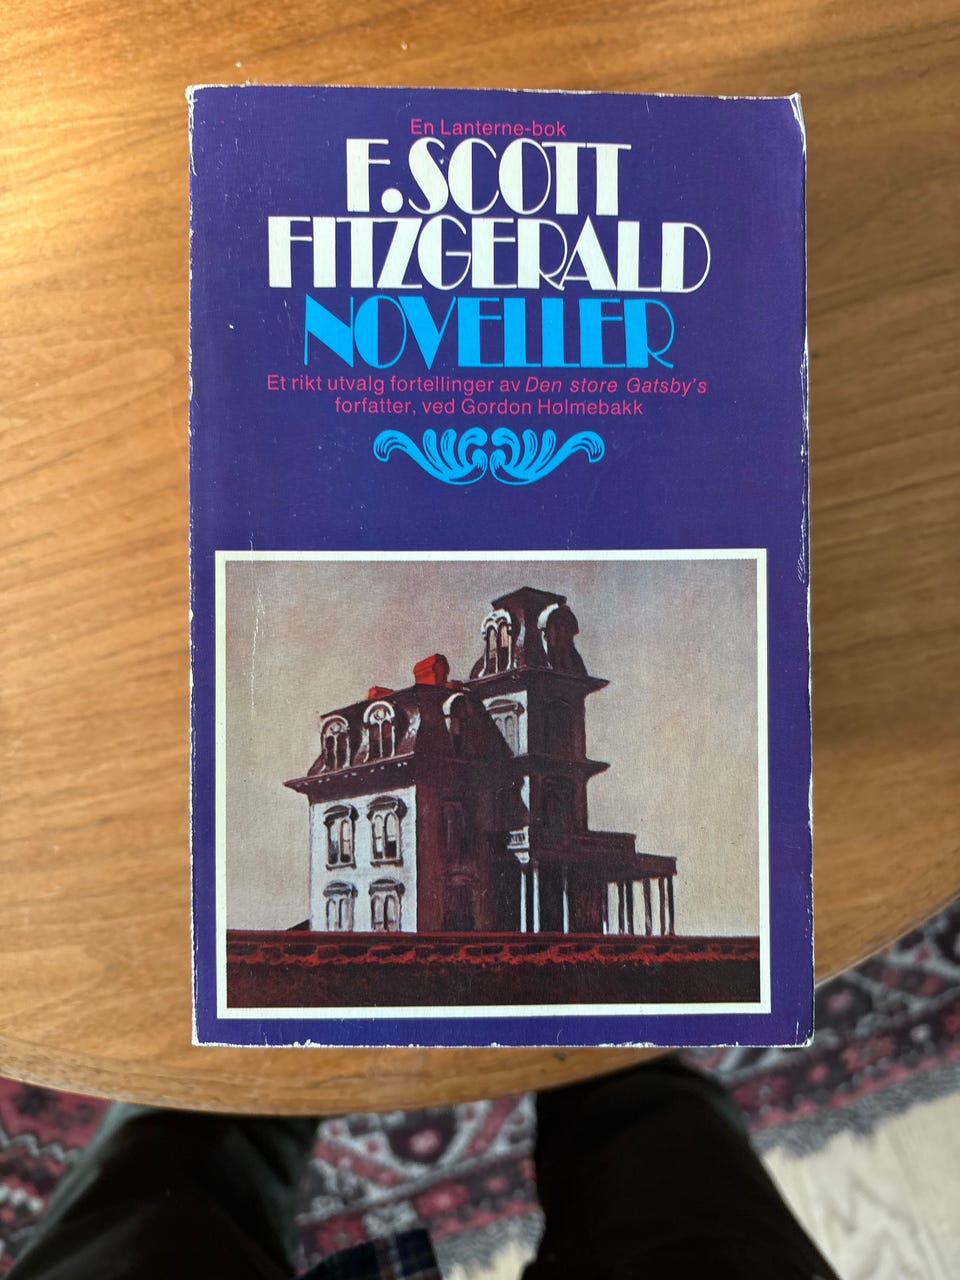 En Lanterne-bok
F. SCOTT
FITZGERALD
NOVELLER
Et rikt utvalg fortellinger av Den store Gatsby's
forfatter, ved Gordon Hølmebakk